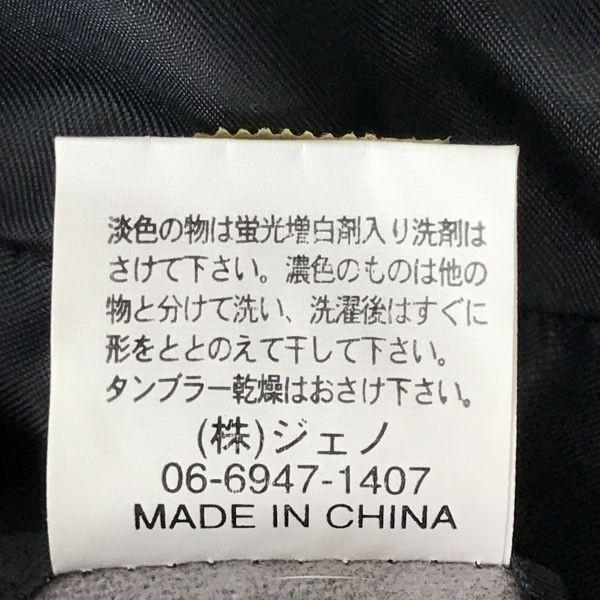 淡色の物は蛍光増白剤入り洗剤は
さけて下さい。濃色のものは他の
物と分けて洗い、洗濯後はすぐに
形をととのえて干して下さい。
タンブラー乾燥はおさけ下さい。
(株)ジェノ
06-6947-1407
MADE IN CHINA